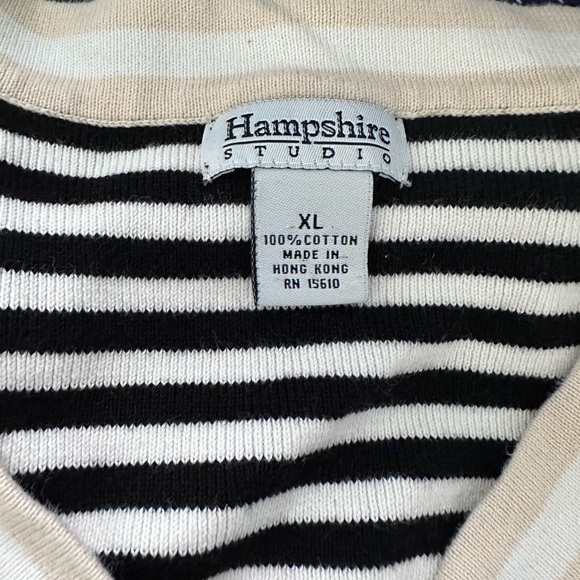 Hampshire
STUDIO
XL
100% COTTON
MADE IN
HONG KONG
RN 15610